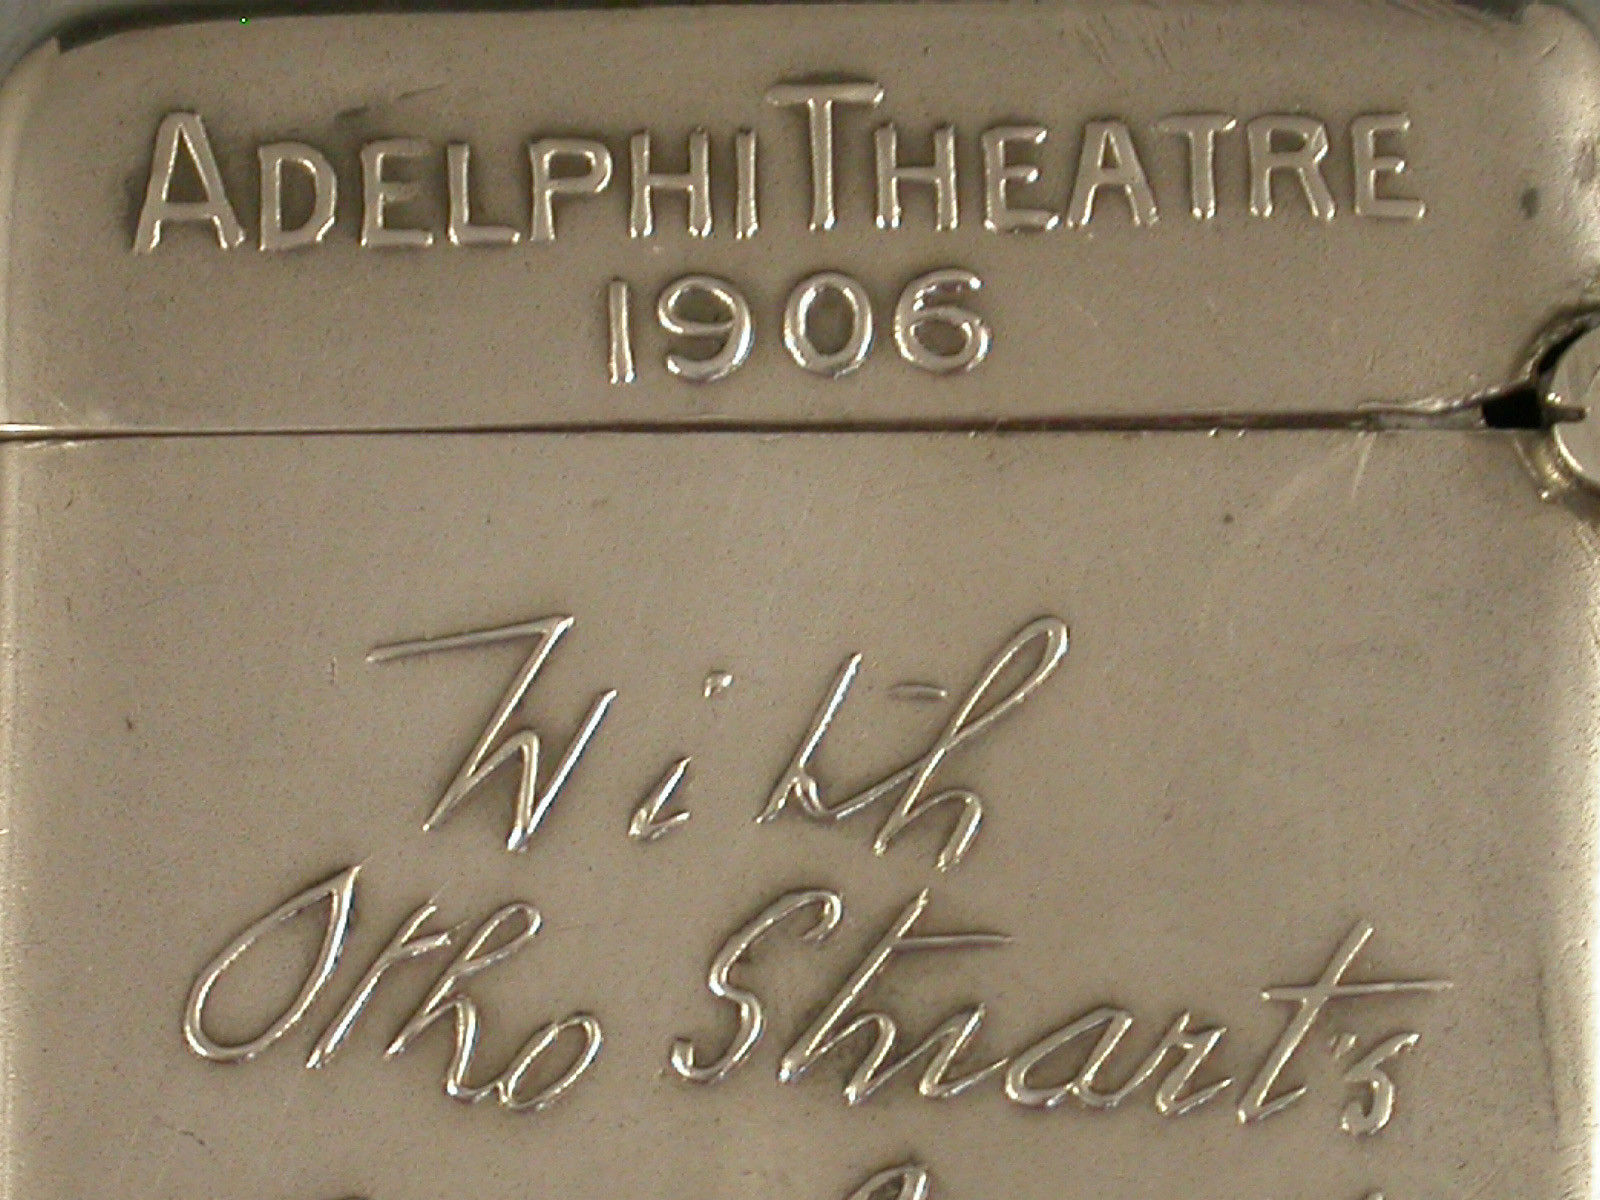 ADELPHI THEATRE
1906
With
Otho Stuart's